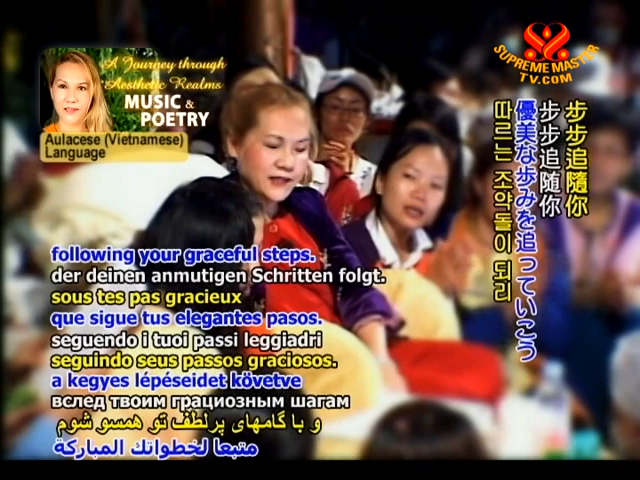 A Journey through
Aesthetic Realms
MUSIC &
POETRY
Aulacese (Vietnamese)
Language
SUPREME MASTER
TV.COM
步步追隨你
步步追随你
優美な歩みを追っていこう
따르는 조약돌이 되리
following your graceful steps.
der deinen anmutigen Schritten folgt.
sous tes pas gracieux
que sigue tus elegantes pasos.
seguendo i tuoi passi leggiadri
seguindo seus passos graciosos.
a kegyes lépéseidet követve
вслед твоим грациозным шагам
و با گامهای پرلطف تو همسو شوم
متبعا لخطواتك المباركة